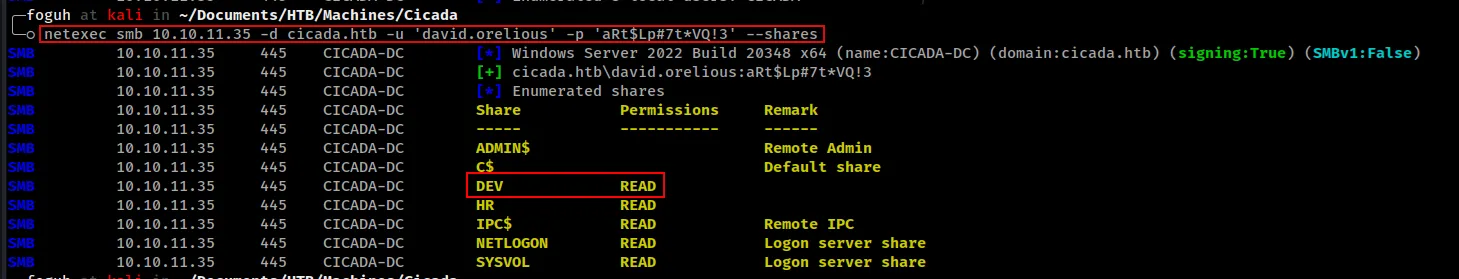 foguh at kali in ~/Documents/HTB/Machines/Cicada
netexec smb 10.10.11.35 -d cicada.htb -u 'david.orelious' -p 'aRt$Lp#7t*VQ!3' --shares
SMB 10.10.11.35 445 CICADA-DC [*] Windows Server 2022 Build 20348 x64 (name:CICADA-DC) (domain:cicada.htb) (signing:True) (SMBv1:False)
SMB 10.10.11.35 445 CICADA-DC [+] cicada.htb\david.orelious:aRt$Lp#7t*VQ!3
SMB 10.10.11.35 445 CICADA-DC [*] Enumerated shares
SMB 10.10.11.35 445 CICADA-DC Share Permissions Remark
SMB 10.10.11.35 445 CICADA-DC ----- ----------- ------
SMB 10.10.11.35 445 CICADA-DC ADMIN$ Remote Admin
SMB 10.10.11.35 445 CICADA-DC C$ Default share
SMB 10.10.11.35 445 CICADA-DC DEV READ
SMB 10.10.11.35 445 CICADA-DC HR READ
SMB 10.10.11.35 445 CICADA-DC IPC$ READ Remote IPC
SMB 10.10.11.35 445 CICADA-DC NETLOGON READ Logon server share
SMB 10.10.11.35 445 CICADA-DC SYSVOL READ Logon server share
foguh at kali in ~/Documents/HTB/Machines/Cicada